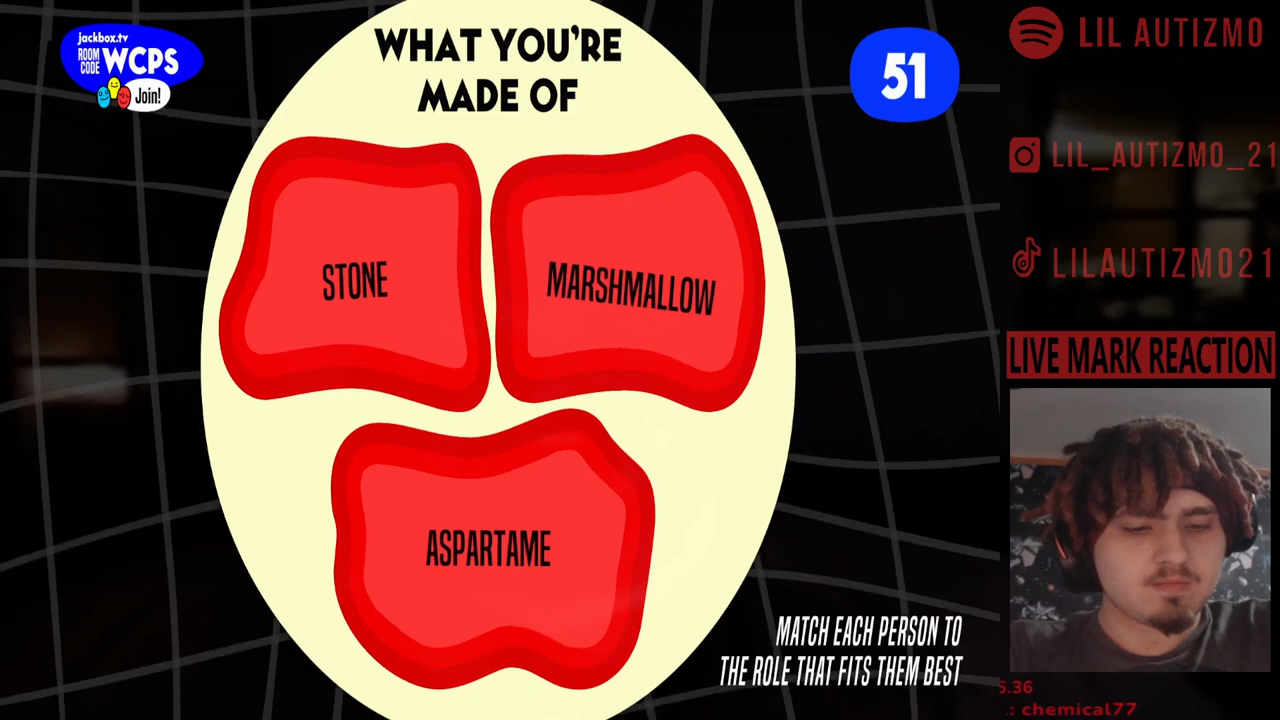 jackbox.tv
ROOM CODE
WCPS
Join!
WHAT YOU'RE
MADE OF
51
STONE
MARSHMALLOW
ASPARTAME
MATCH EACH PERSON TO
THE ROLE THAT FITS THEM BEST
LIL AUTIZMO
LIL_AUTIZMO_21
LILAUTIZMO21
LIVE MARK REACTION
5.36
.: chemical77